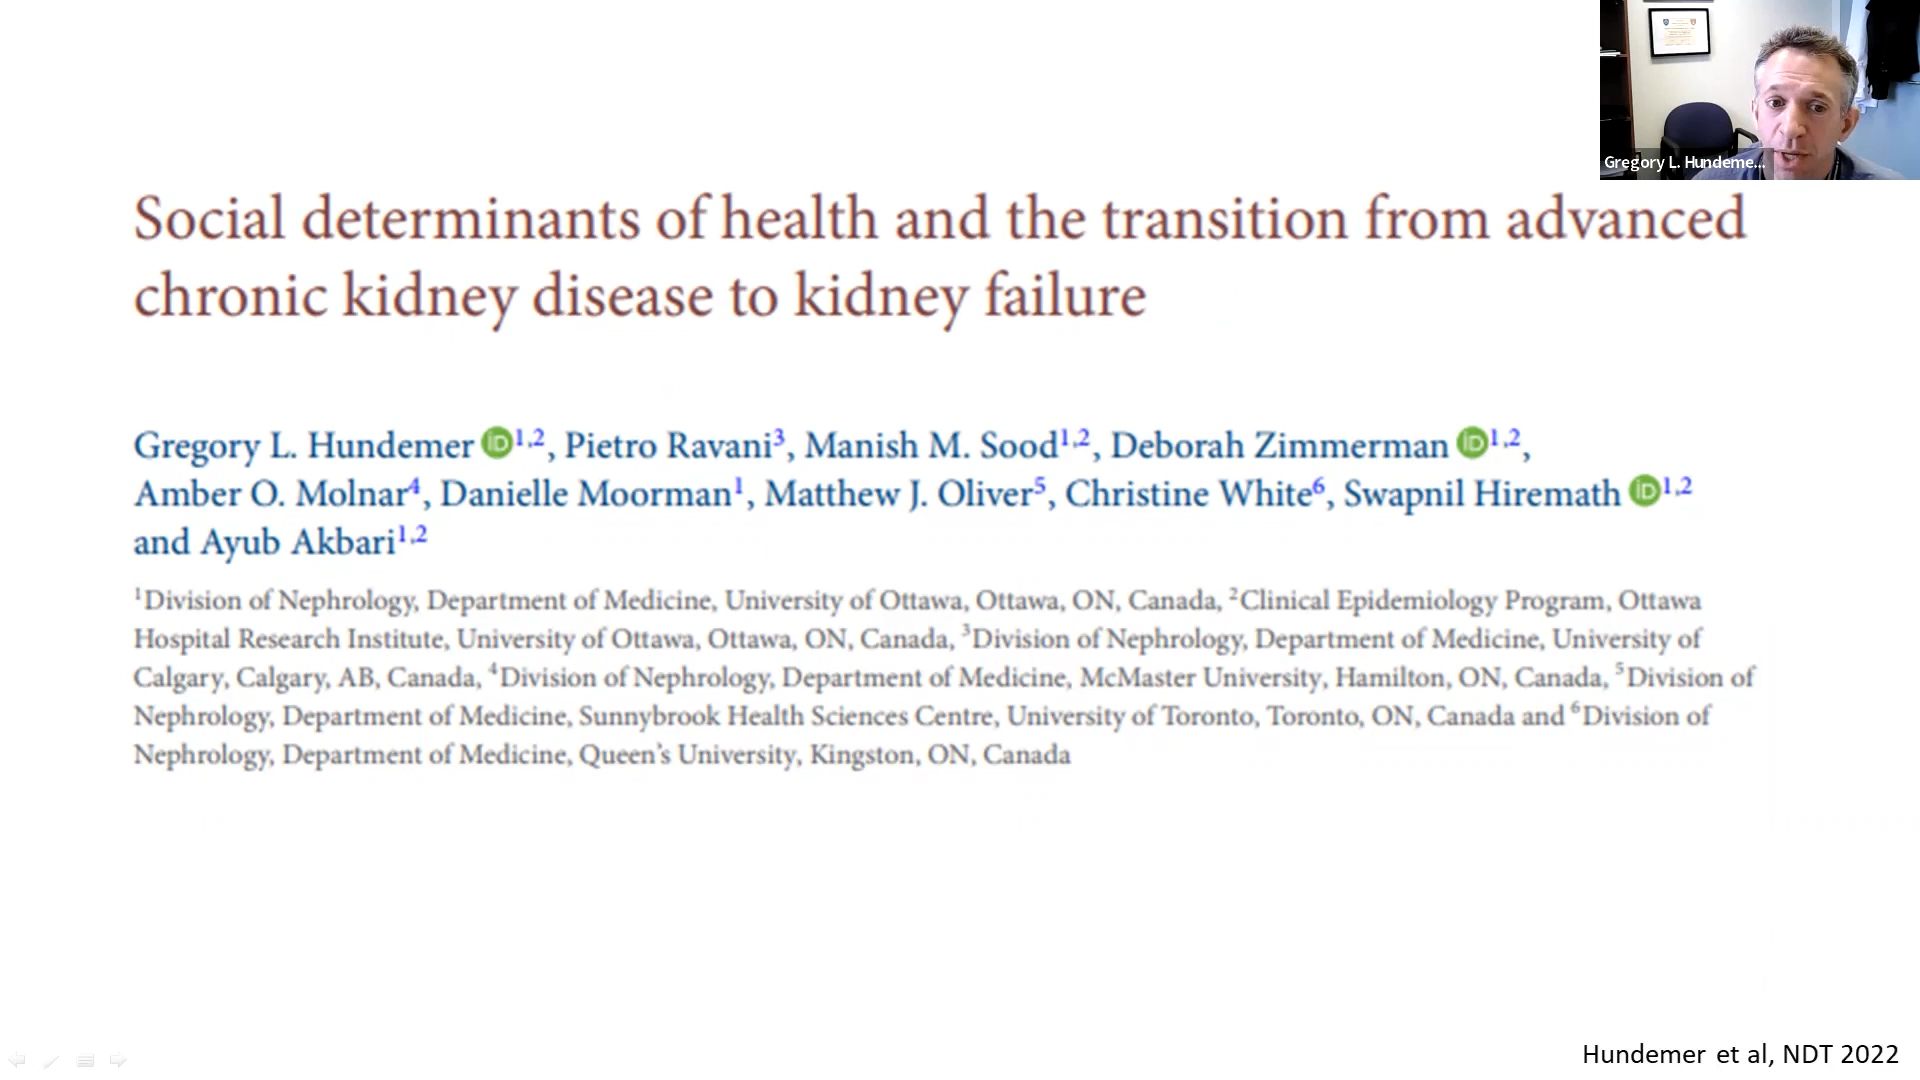 Gregory L. Hundeme...
Social determinants of health and the transition from advanced
chronic kidney disease to kidney failure
Gregory L. Hundemer iD1,2, Pietro Ravani3, Manish M. Sood1,2, Deborah Zimmerman iD1,2,
Amber O. Molnar4, Danielle Moorman1, Matthew J. Oliver5, Christine White6, Swapnil Hiremath iD1,2
and Ayub Akbari1,2
1Division of Nephrology, Department of Medicine, University of Ottawa, Ottawa, ON, Canada, 2Clinical Epidemiology Program, Ottawa
Hospital Research Institute, University of Ottawa, Ottawa, ON, Canada, 3Division of Nephrology, Department of Medicine, University of
Calgary, Calgary, AB, Canada, 4Division of Nephrology, Department of Medicine, McMaster University, Hamilton, ON, Canada, 5Division of
Nephrology, Department of Medicine, Sunnybrook Health Sciences Centre, University of Toronto, Toronto, ON, Canada and 6Division of
Nephrology, Department of Medicine, Queen's University, Kingston, ON, Canada
Hundemer et al, NDT 2022